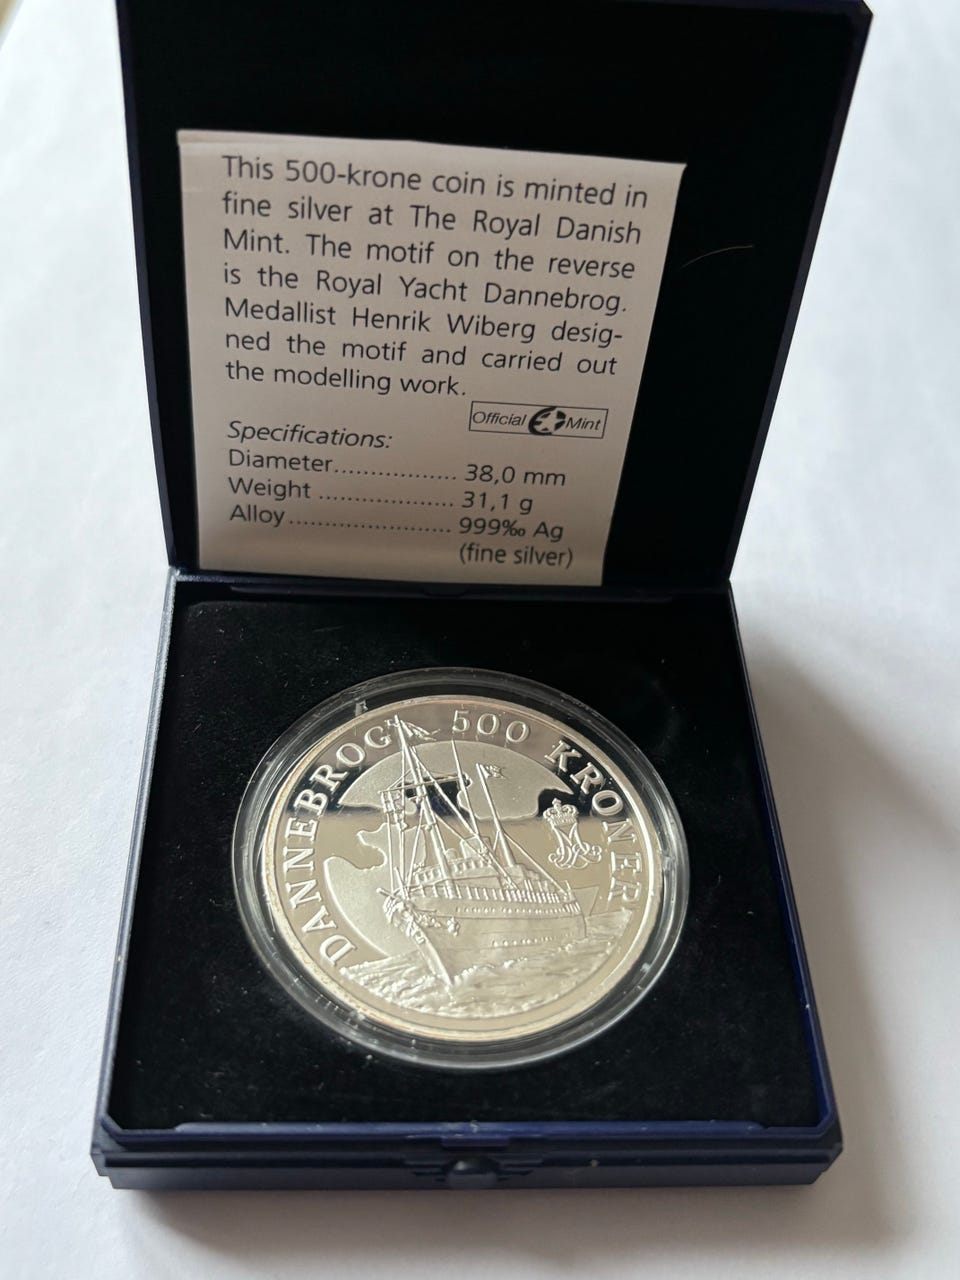 This 500-krone coin is minted in
fine silver at The Royal Danish
Mint. The motif on the reverse
is the Royal Yacht Dannebrog.
Medallist Henrik Wiberg desig-
ned the motif and carried out
the modelling work.
Official Mint
Specifications:
Diameter................. 38,0 mm
Weight ................... 31,1 g
Alloy...................... 999‰ Ag
(fine silver)
DANNEBROG 500 KRONER